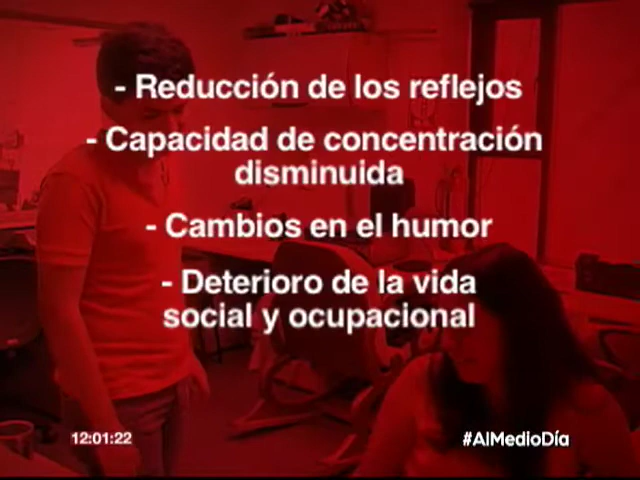 - Reducción de los reflejos
- Capacidad de concentración
disminuida
- Cambios en el humor
- Deterioro de la vida
social y ocupacional
12:01:22
#AlMedioDía